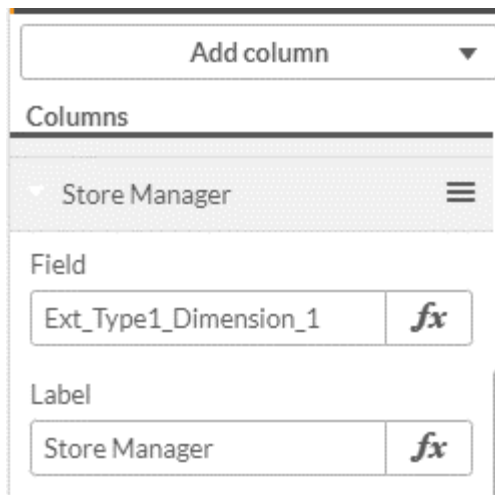 Add column
Columns
Store Manager
Field
Ext_Type1_Dimension_1 fx
Label
Store Manager fx